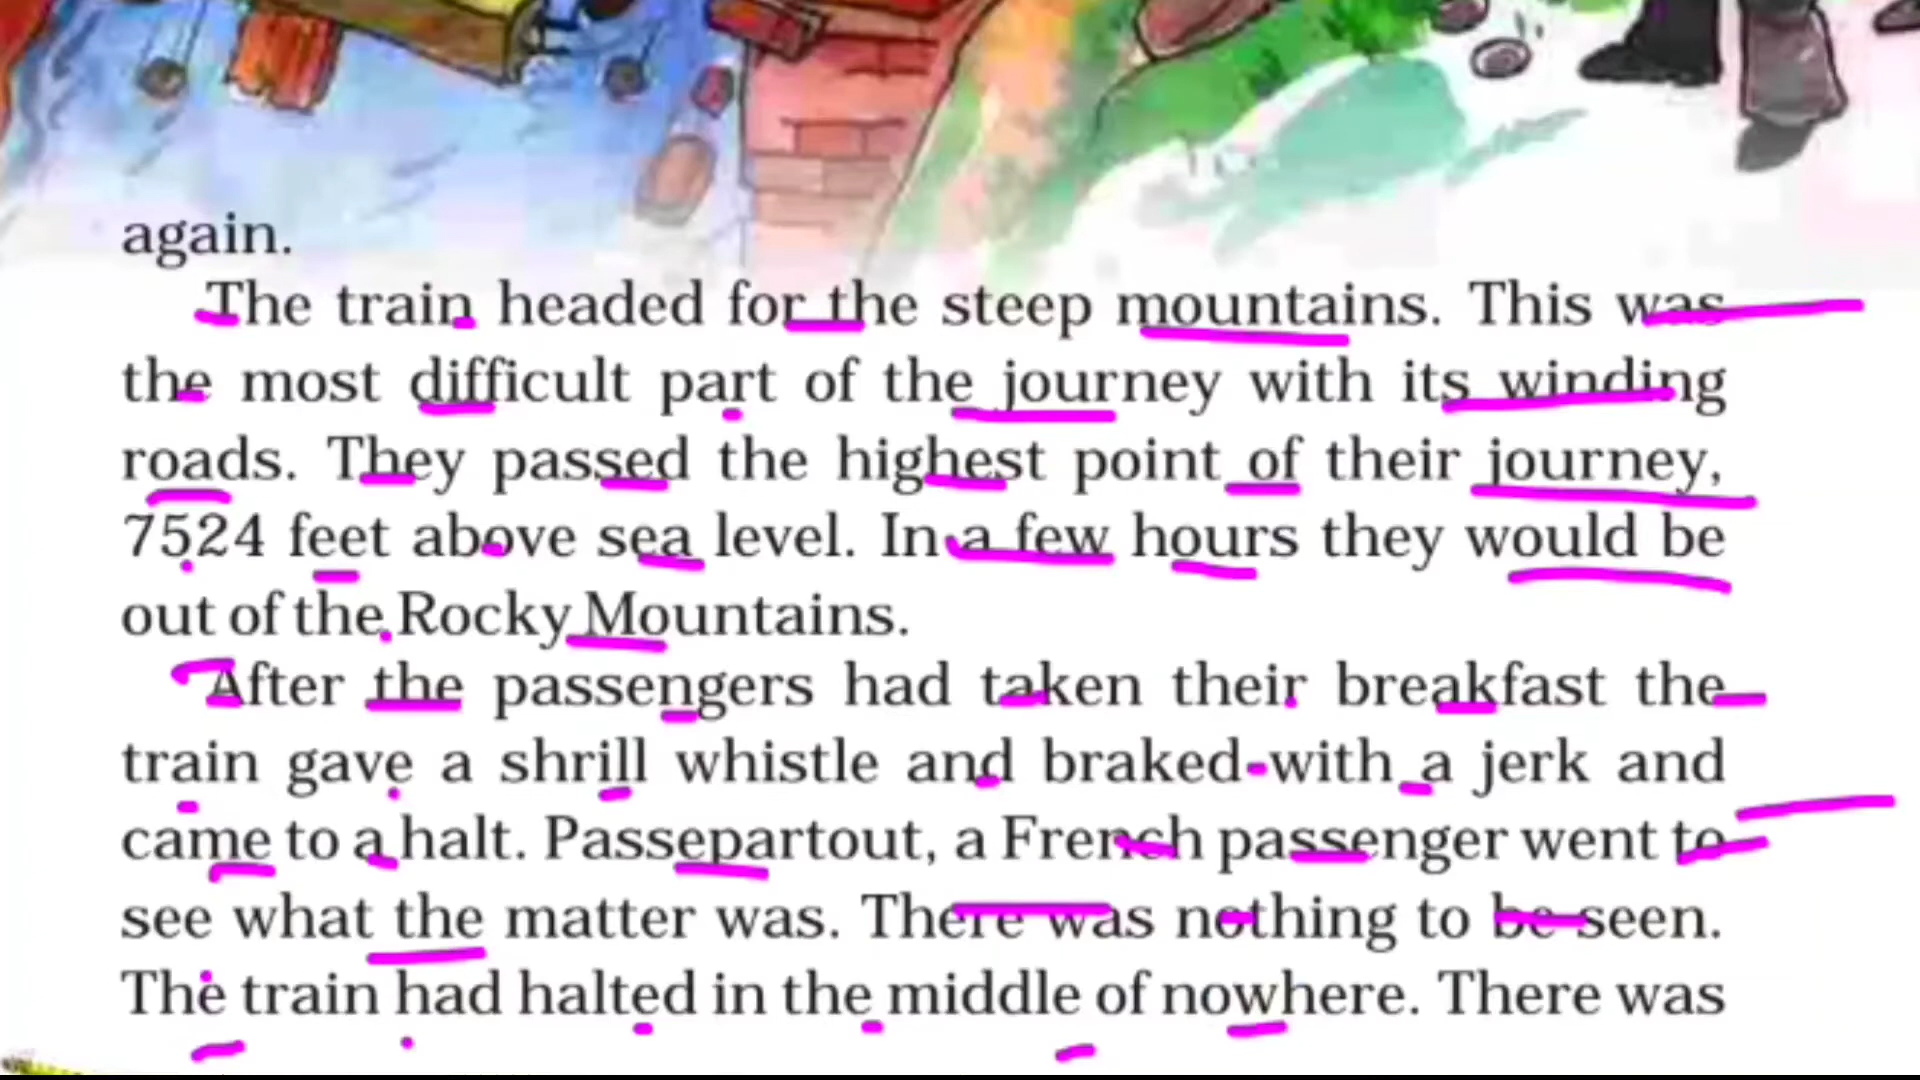 again.
The train headed for the steep mountains. This was
the most difficult part of the journey with its winding
roads. They passed the highest point of their journey,
7524 feet above sea level. In a few hours they would be
out of the Rocky Mountains.
After the passengers had taken their breakfast the
train gave a shrill whistle and braked with a jerk and
came to a halt. Passepartout, a French passenger went to
see what the matter was. There was nothing to be seen.
The train had halted in the middle of nowhere. There was